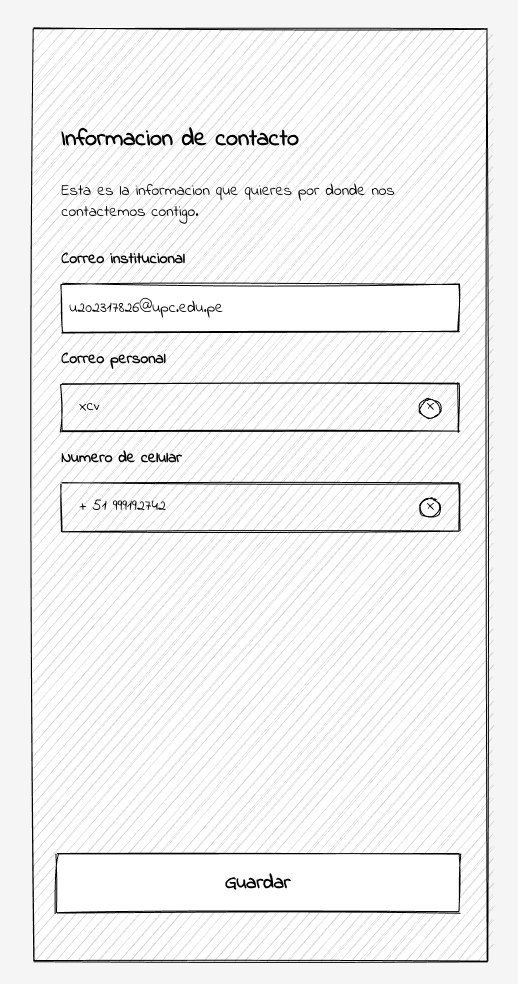 Informacion de contacto
Esta es la informacion que quieres por donde nos
contactemos contigo.
Correo institucional
u202317826@upc.edu.pe
Correo personal
xcv
Numero de celular
+ 51 999192742
Guardar